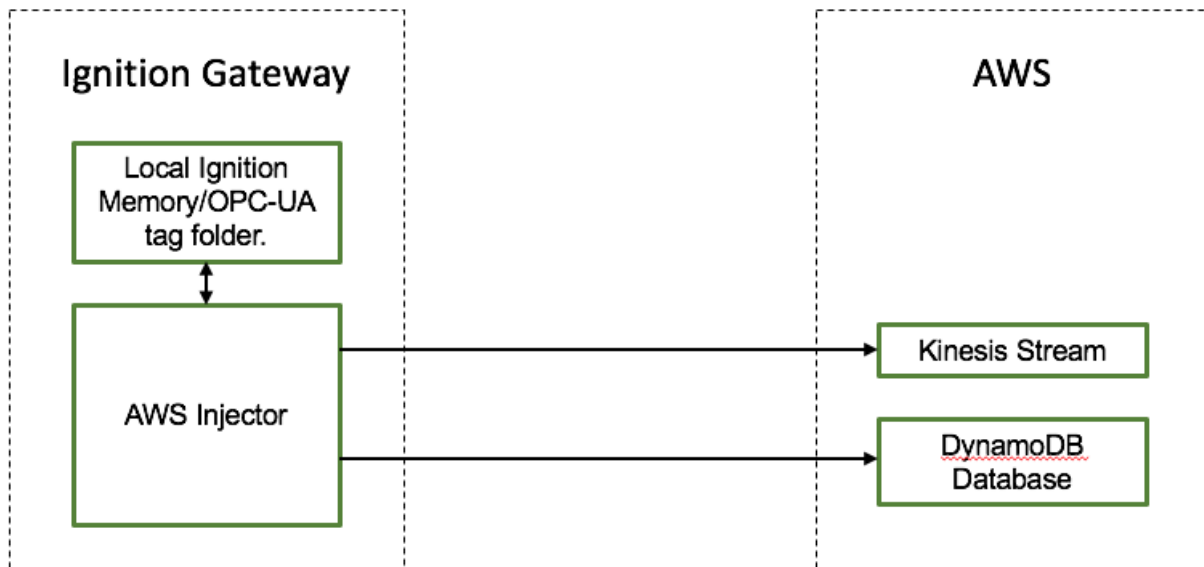 Ignition Gateway
Local Ignition
Memory/OPC-UA
tag folder.
AWS Injector
AWS
Kinesis Stream
DynamoDB
Database